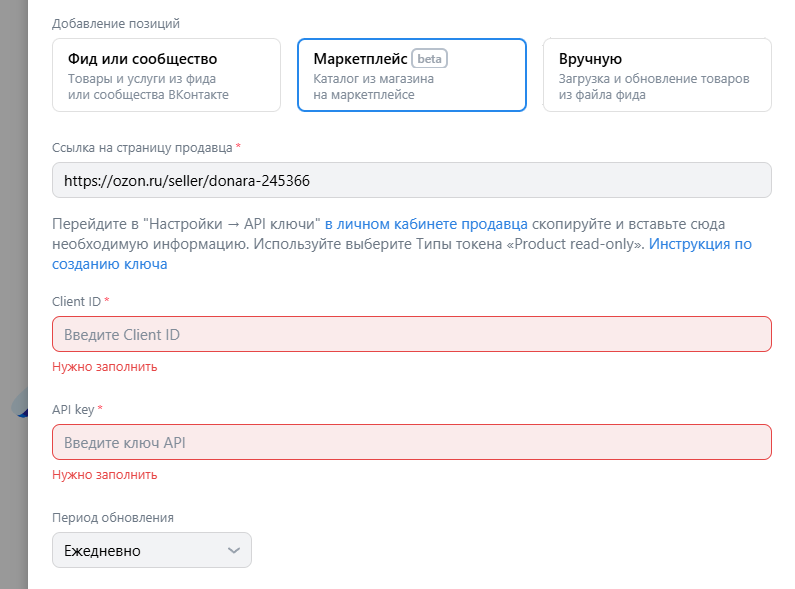 Добавление позиций
Фид или сообщество
Товары и услуги из фида
или сообщества ВКонтакте
Маркетплейс beta
Каталог из магазина
на маркетплейсе
Вручную
Загрузка и обновление товаров
из файла фида
Ссылка на страницу продавца *
https://ozon.ru/seller/donara-245366
Перейдите в "Настройки → API ключи" в личном кабинете продавца скопируйте и вставьте сюда
необходимую информацию. Используйте выберите Типы токена «Product read-only». Инструкция по
созданию ключа
Client ID *
Введите Client ID
Нужно заполнить
API key *
Введите ключ API
Нужно заполнить
Период обновления
Ежедневно